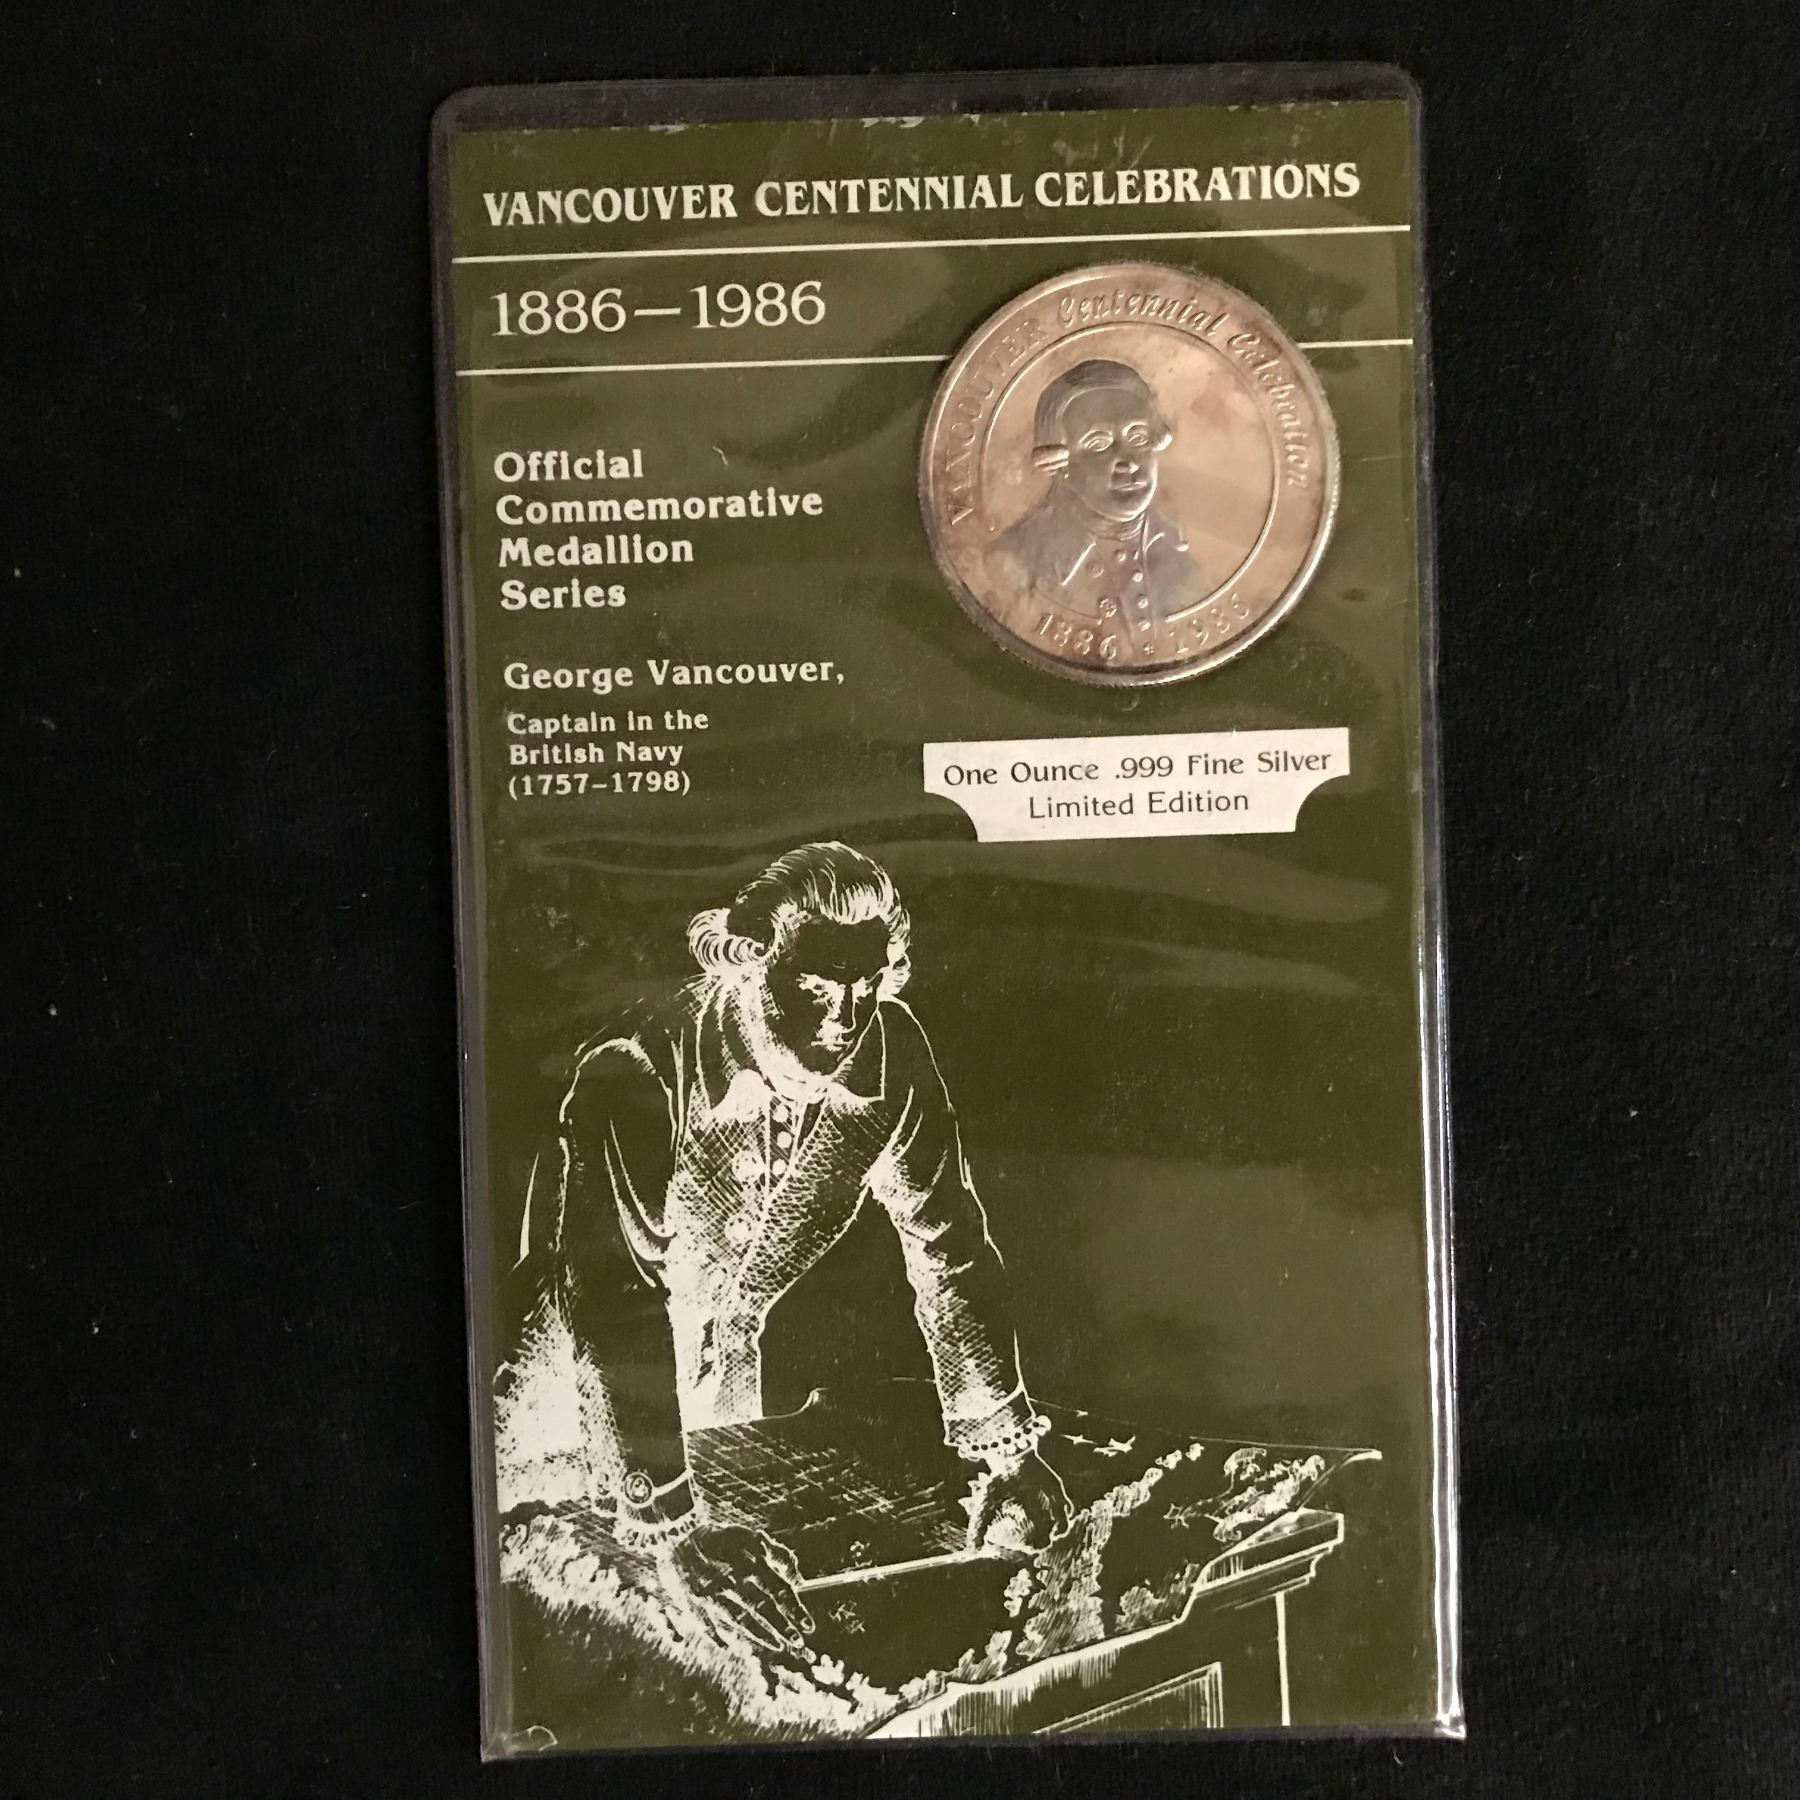 VANCOUVER CENTENNIAL CELEBRATIONS
1886—1986
VANCOUVER Centennial Celebration
1886 • 1986
Official
Commemorative
Medallion
Series
George Vancouver,
Captain in the
British Navy
(1757–1798)
One Ounce .999 Fine Silver
Limited Edition